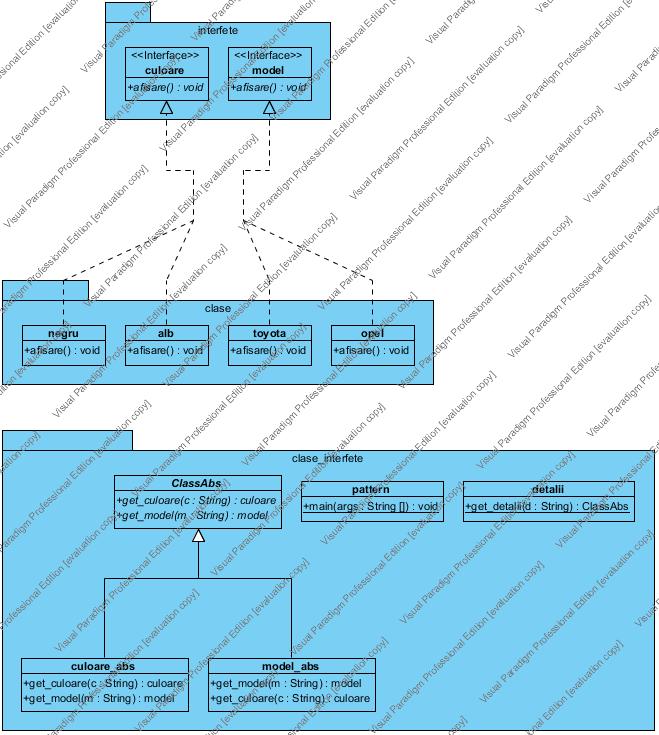 interfete
<<Interface>>
culoare
+afisare() : void
<<Interface>>
model
+afisare() : void
clase
negru
+afisare() : void
alb
+afisare() : void
toyota
+afisare() : void
opel
+afisare() : void
clase_interfete
ClassAbs
+get_culoare(c : String) : culoare
+get_model(m : String) : model
pattern
+main(args : String []) : void
detalii
+get_detalii(d : String) : ClassAbs
culoare_abs
+get_culoare(c : String) : culoare
+get_model(m : String) : model
model_abs
+get_model(m : String) : model
+get_culoare(c : String) : culoare
Visual Paradigm Professional Edition [evaluation copy]